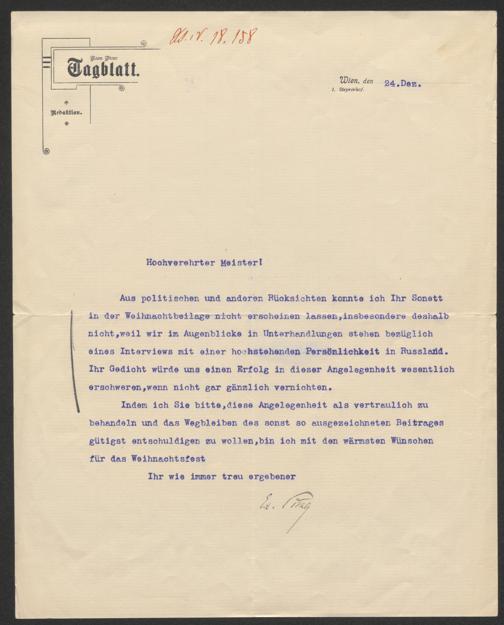 Neues Wiener
Tagblatt.
Redaktion.
Wien, den 24.Dez.
I. Steyrerhof.
Hochverehrter Meister!
Aus politischen und anderen Rücksichten konnte ich Ihr Sonett
in der Weihnachtbeilage nicht erscheinen lassen,insbesondere deshalb
nicht,weil wir im Augenblicke in Unterhandlungen stehen bezüglich
eines Interviews mit einer hochstehenden Persönlichkeit in Russland.
Ihr Gedicht würde uns einen Erfolg in dieser Angelegenheit wesentlich
erschweren,wenn nicht gar gänzlich vernichten.
Indem ich Sie bitte,diese Angelegenheit als vertraulich zu
behandeln und das Wegbleiben des sonst so ausgezeichneten Beitrages
gütigst entschuldigen zu wollen,bin ich mit den wärmsten Wünschen
für das Weihnachtsfest
Ihr wie immer treu ergebener